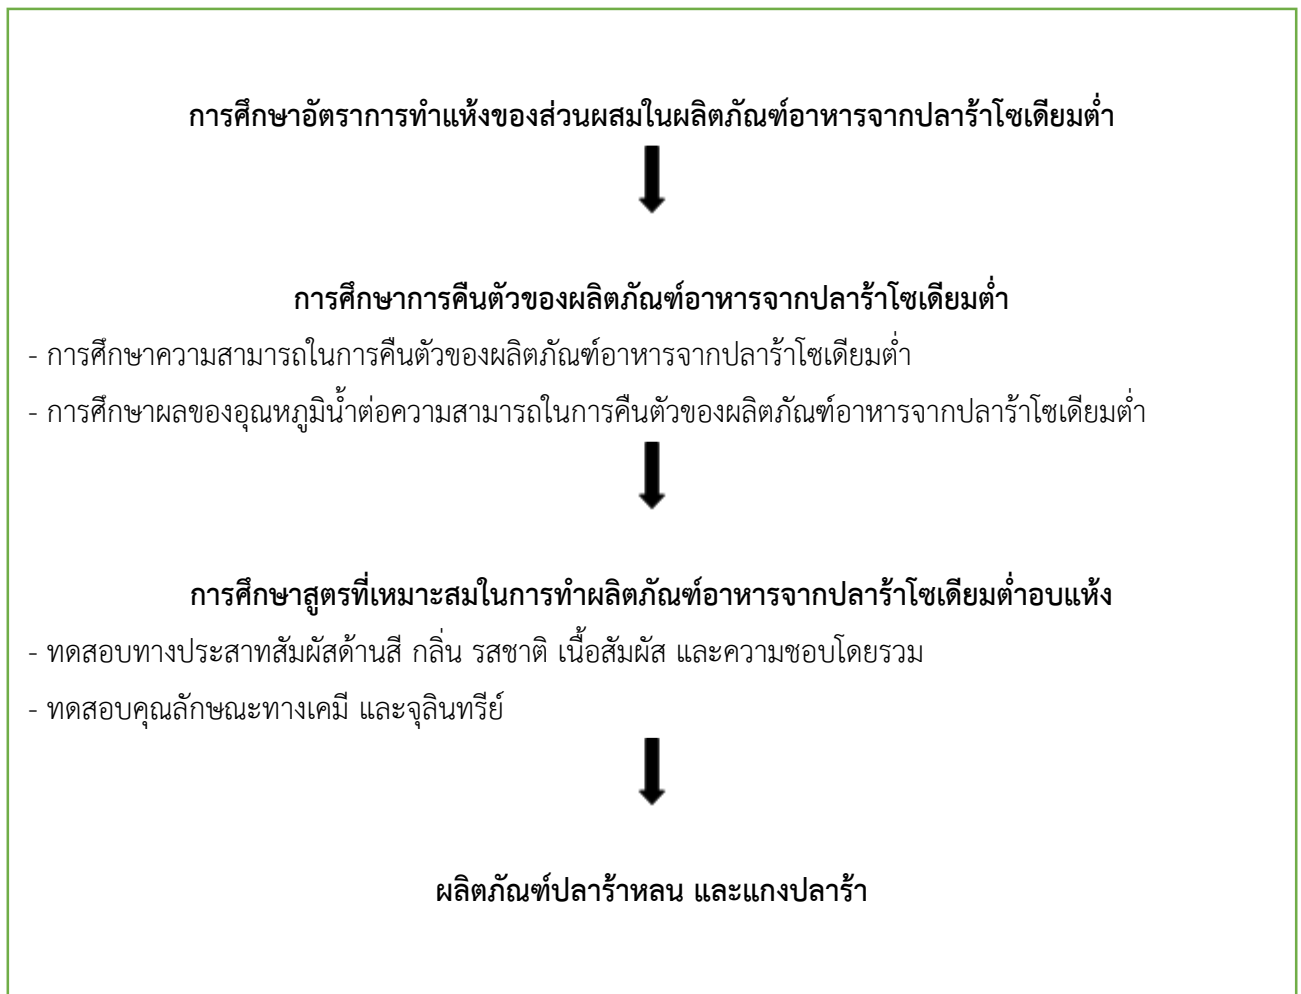 การศึกษาอัตราการทำแห้งของส่วนผสมในผลิตภัณฑ์อาหารจากปลาร้าโซเดียมต่ำ
การศึกษาการคืนตัวของผลิตภัณฑ์อาหารจากปลาร้าโซเดียมต่ำ
- การศึกษาความสามารถในการคืนตัวของผลิตภัณฑ์อาหารจากปลาร้าโซเดียมต่ำ
- การศึกษาผลของอุณหภูมิน้ำต่อความสามารถในการคืนตัวของผลิตภัณฑ์อาหารจากปลาร้าโซเดียมต่ำ
การศึกษาสูตรที่เหมาะสมในการทำผลิตภัณฑ์อาหารจากปลาร้าโซเดียมต่ำอบแห้ง
- ทดสอบทางประสาทสัมผัสด้านสี กลิ่น รสชาติ เนื้อสัมผัส และความชอบโดยรวม
- ทดสอบคุณลักษณะทางเคมี และจุลินทรีย์
ผลิตภัณฑ์ปลาร้าหลน และแกงปลาร้า